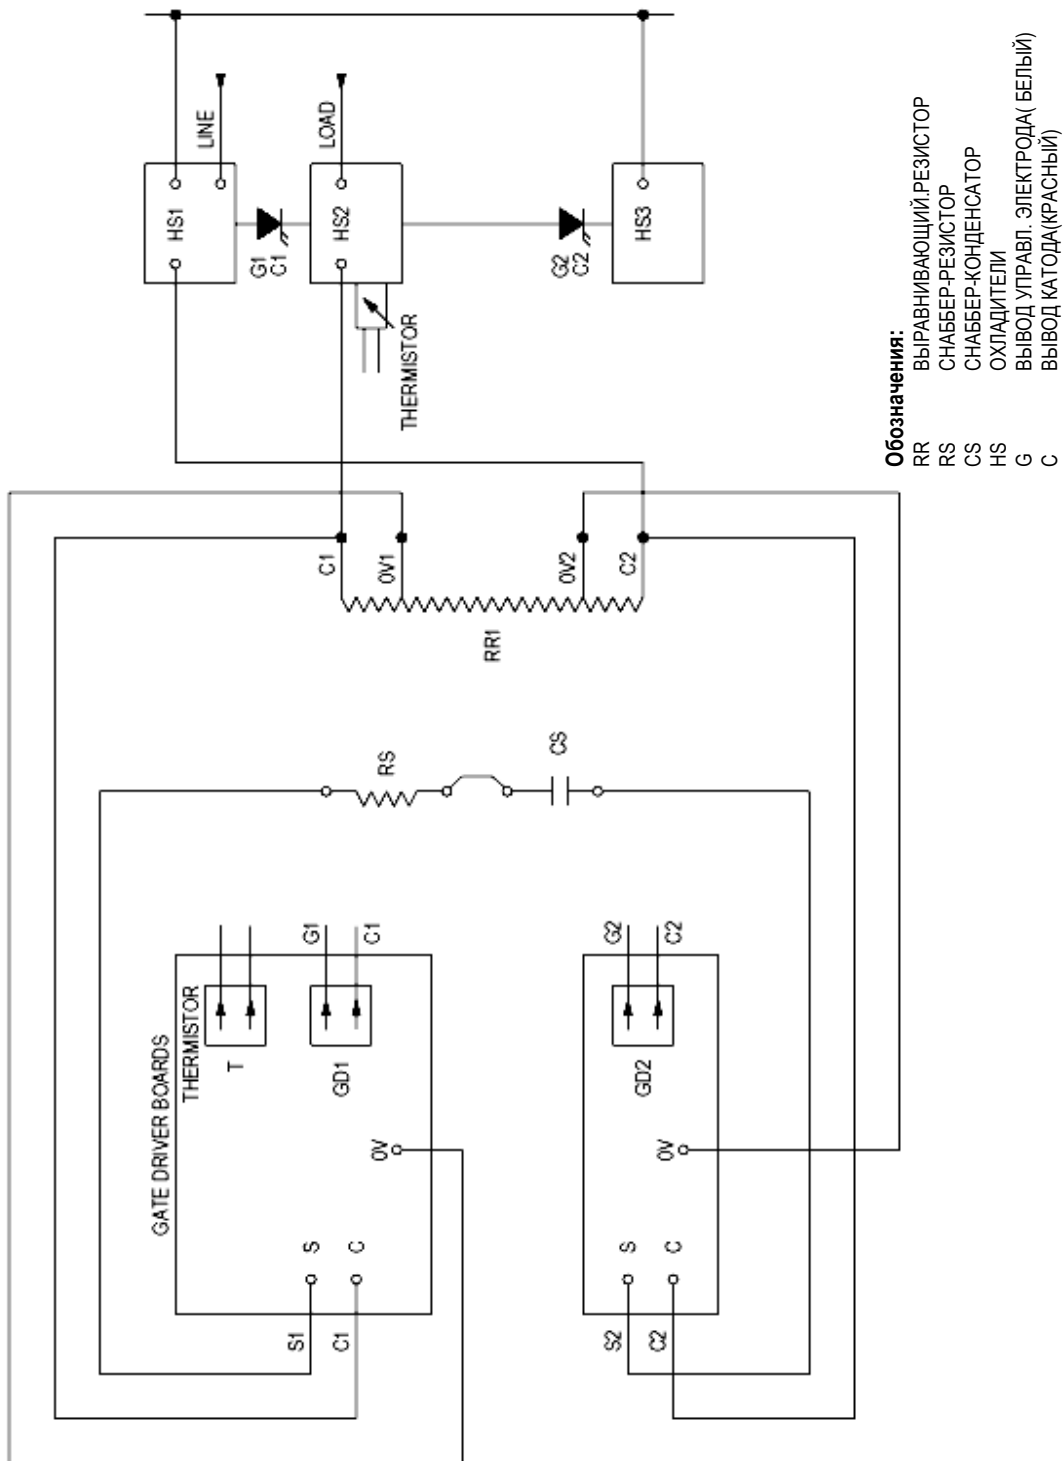 GATE DRIVER BOARDS
THERMISTOR
T
GD1
G1
C1
0V
S
C
S1
C1
GD2
G2
C2
0V
S
C
S2
C2
RS
CS
RR1
C1
0V1
0V2
C2
THERMISTOR
HS1
LINE
G1
C1
HS2
LOAD
G2
C2
HS3
Обозначения:
RR ВЫРАВНИВАЮЩИЙ.РЕЗИСТОР
RS СНАББЕР-РЕЗИСТОР
CS СНАББЕР-КОНДЕНСАТОР
HS ОХЛАДИТЕЛИ
G ВЫВОД УПРАВЛ. ЭЛЕКТРОДА( БЕЛЫЙ)
C ВЫВОД КАТОДА(КРАСНЫЙ)